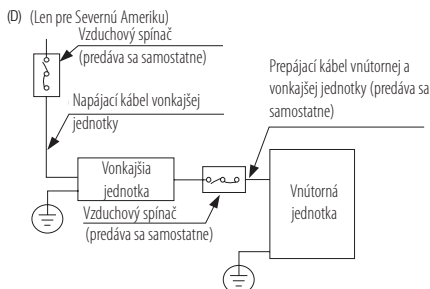 (D) (Len pre Severnú Ameriku)
Vzduchový spínač
(predáva sa samostatne)
Napájací kábel vonkajšej
jednotky
Prepájací kábel vnútornej a
vonkajšej jednotky (predáva sa
samostatne)
Vonkajšia
jednotka
Vzduchový spínač
(predáva sa samostatne)
Vnútorná
jednotka